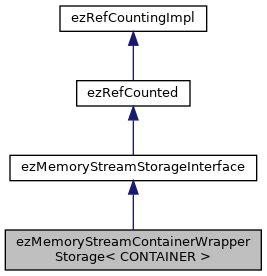 ezRefCountingImpl
ezRefCounted
ezMemoryStreamStorageInterface
ezMemoryStreamContainerWrapper
Storage< CONTAINER >